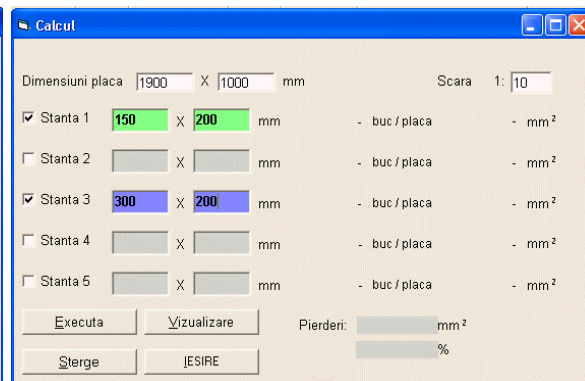 Calcul
Dimensiuni placa 1900 X 1000 mm Scara 1: 10
Stanta 1 150 X 200 mm - buc / placa - mm²
Stanta 2 X mm - buc / placa - mm²
Stanta 3 300 X 200 mm - buc / placa - mm²
Stanta 4 X mm - buc / placa - mm²
Stanta 5 X mm - buc / placa - mm²
Executa Vizualizare Pierderi: mm²
Sterge IESIRE %